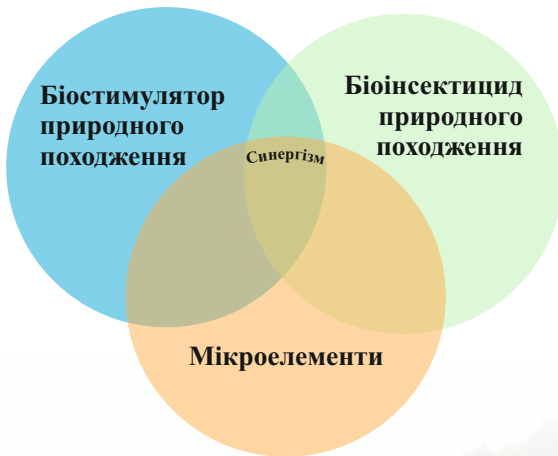 Біостимулятор
природного
походження
Біоінсектицид
природного
походження
Синергізм
Мікроелементи